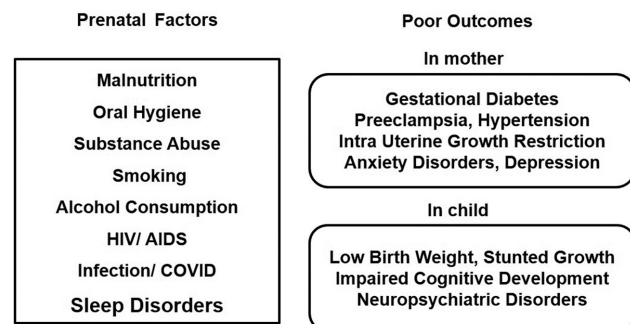 Prenatal Factors
Malnutrition
Oral Hygiene
Substance Abuse
Smoking
Alcohol Consumption
HIV/ AIDS
Infection/ COVID
Sleep Disorders
Poor Outcomes
In mother
Gestational Diabetes
Preeclampsia, Hypertension
Intra Uterine Growth Restriction
Anxiety Disorders, Depression
In child
Low Birth Weight, Stunted Growth
Impaired Cognitive Development
Neuropsychiatric Disorders